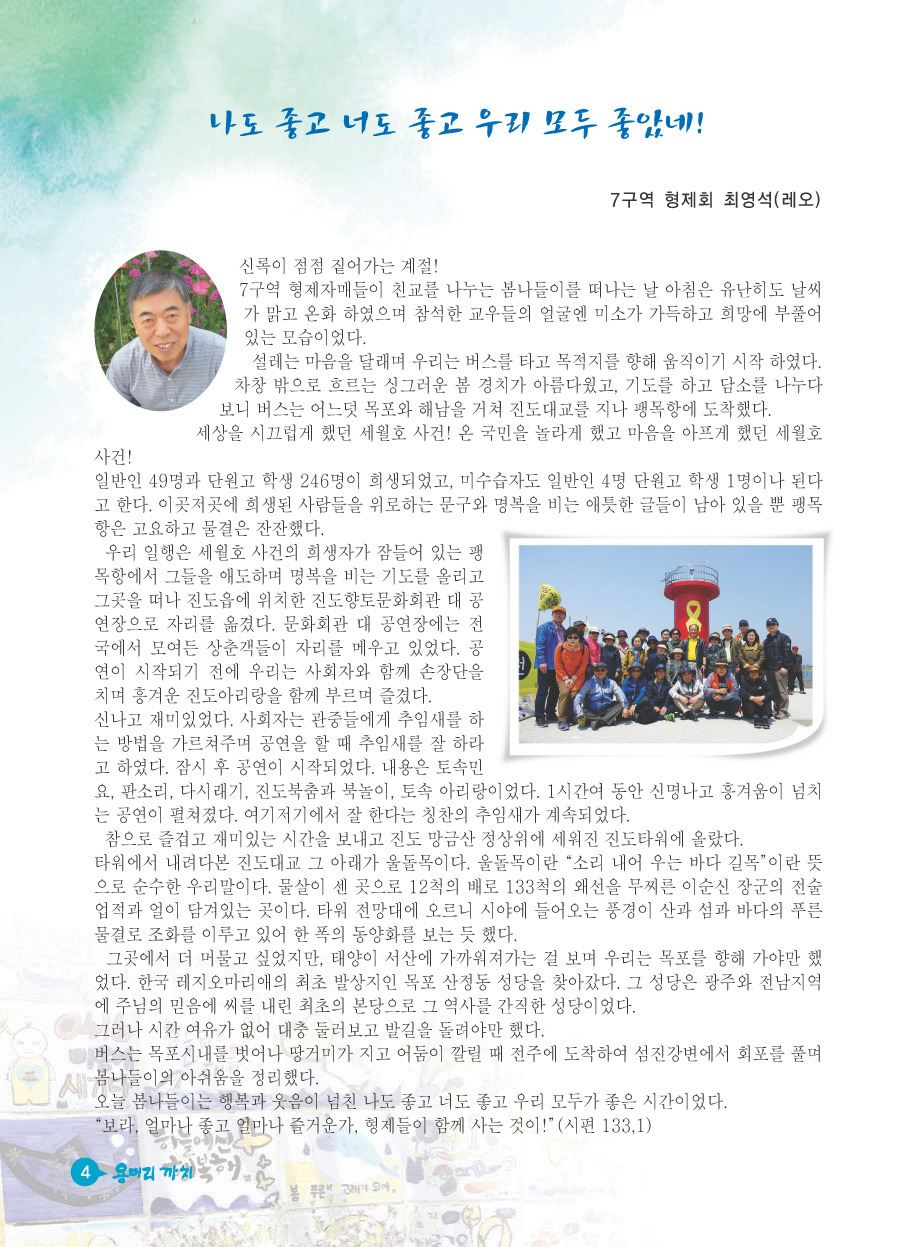 나도 좋고 너도 좋고 우리 모두 좋았네!
7구역 형제회 최영석(레오)
신록이 점점 짙어가는 계절!
7구역 형제자매들이 친교를 나누는 봄나들이를 떠나는 날 아침은 유난히도 날씨
가 맑고 온화 하였으며 참석한 교우들의 얼굴엔 미소가 가득하고 희망에 부풀어
있는 모습이었다.
설레는 마음을 달래며 우리는 버스를 타고 목적지를 향해 움직이기 시작 하였다.
차창 밖으로 흐르는 싱그러운 봄 경치가 아름다웠고, 기도를 하고 담소를 나누다
보니 버스는 어느덧 목포와 해남을 거쳐 진도대교를 지나 팽목항에 도착했다.
세상을 시끄럽게 했던 세월호 사건! 온 국민을 놀라게 했고 마음을 아프게 했던 세월호
사건!
일반인 49명과 단원고 학생 246명이 희생되었고, 미수습자도 일반인 4명 단원고 학생 1명이나 된다
고 한다. 이곳저곳에 희생된 사람들을 위로하는 문구와 명복을 비는 애틋한 글들이 남아 있을 뿐 팽목
항은 고요하고 물결은 잔잔했다.
우리 일행은 세월호 사건의 희생자가 잠들어 있는 팽
목항에서 그들을 애도하며 명복을 비는 기도를 올리고
그곳을 떠나 진도읍에 위치한 진도향토문화회관 대 공
연장으로 자리를 옮겼다. 문화회관 대 공연장에는 전
국에서 모여든 상춘객들이 자리를 메우고 있었다. 공
연이 시작되기 전에 우리는 사회자와 함께 손장단을
치며 흥겨운 진도아리랑을 함께 부르며 즐겼다.
신나고 재미있었다. 사회자는 관중들에게 추임새를 하
는 방법을 가르쳐주며 공연을 할 때 추임새를 잘 하라
고 하였다. 잠시 후 공연이 시작되었다. 내용은 토속민
요, 판소리, 다시래기, 진도북춤과 북놀이, 토속 아리랑이었다. 1시간여 동안 신명나고 흥겨움이 넘치
는 공연이 펼쳐졌다. 여기저기에서 잘 한다는 칭찬의 추임새가 계속되었다.
참으로 즐겁고 재미있는 시간을 보내고 진도 망금산 정상위에 세워진 진도타워에 올랐다.
타워에서 내려다본 진도대교 그 아래가 울돌목이다. 울돌목이란 “소리 내어 우는 바다 길목”이란 뜻
으로 순수한 우리말이다. 물살이 센 곳으로 12척의 배로 133척의 왜선을 무찌른 이순신 장군의 전술
업적과 얼이 담겨있는 곳이다. 타워 전망대에 오르니 시야에 들어오는 풍경이 산과 섬과 바다의 푸른
물결로 조화를 이루고 있어 한 폭의 동양화를 보는 듯 했다.
그곳에서 더 머물고 싶었지만, 태양이 서산에 가까워져가는 걸 보며 우리는 목포를 향해 가야만 했
었다. 한국 레지오마리애의 최초 발상지인 목포 산정동 성당을 찾아갔다. 그 성당은 광주와 전남지역
에 주님의 믿음에 씨를 내린 최초의 본당으로 그 역사를 간직한 성당이었다.
그러나 시간 여유가 없어 대충 둘러보고 발길을 돌려야만 했다.
버스는 목포시내를 벗어나 땅거미가 지고 어둠이 깔릴 때 전주에 도착하여 섬진강변에서 회포를 풀며
봄나들이의 아쉬움을 정리했다.
오늘 봄나들이는 행복과 웃음이 넘친 나도 좋고 너도 좋고 우리 모두가 좋은 시간이었다.
“보라, 얼마나 좋고 얼마나 즐거운가, 형제들이 함께 사는 것이!”(시편 133,1)
하늘에선
행복해
4 용머리 까치